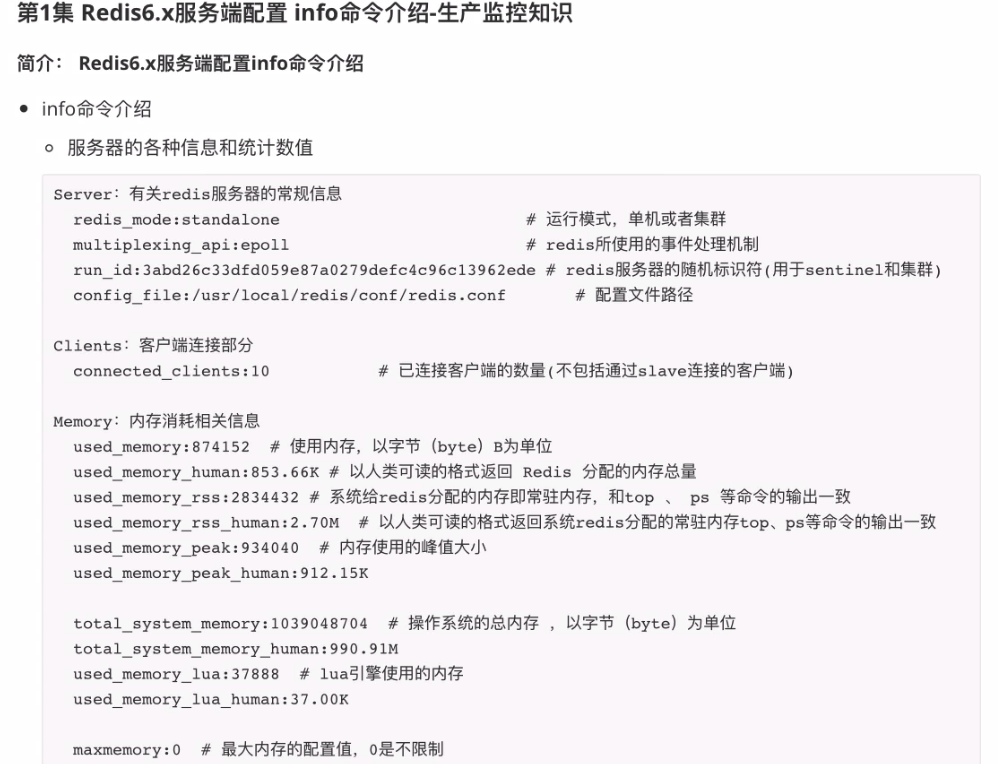 第1集 Redis6.x服务端配置 info命令介绍-生产监控知识
简介： Redis6.x服务端配置info命令介绍
info命令介绍
服务器的各种信息和统计数值
Server：有关redis服务器的常规信息
redis_mode:standalone # 运行模式，单机或者集群
multiplexing_api:epoll # redis所使用的事件处理机制
run_id:3abd26c33dfd059e87a0279defc4c96c13962ede # redis服务器的随机标识符(用于sentinel和集群)
config_file:/usr/local/redis/conf/redis.conf # 配置文件路径
Clients：客户端连接部分
connected_clients:10 # 已连接客户端的数量(不包括通过slave连接的客户端)
Memory：内存消耗相关信息
used_memory:874152 # 使用内存，以字节（byte）B为单位
used_memory_human:853.66K # 以人类可读的格式返回 Redis 分配的内存总量
used_memory_rss:2834432 # 系统给redis分配的内存即常驻内存，和top 、 ps 等命令的输出一致
used_memory_rss_human:2.70M # 以人类可读的格式返回系统redis分配的常驻内存top、ps等命令的输出一致
used_memory_peak:934040 # 内存使用的峰值大小
used_memory_peak_human:912.15K
total_system_memory:1039048704 # 操作系统的总内存 ，以字节（byte）为单位
total_system_memory_human:990.91M
used_memory_lua:37888 # lua引擎使用的内存
used_memory_lua_human:37.00K
maxmemory:0 # 最大内存的配置值，0是不限制